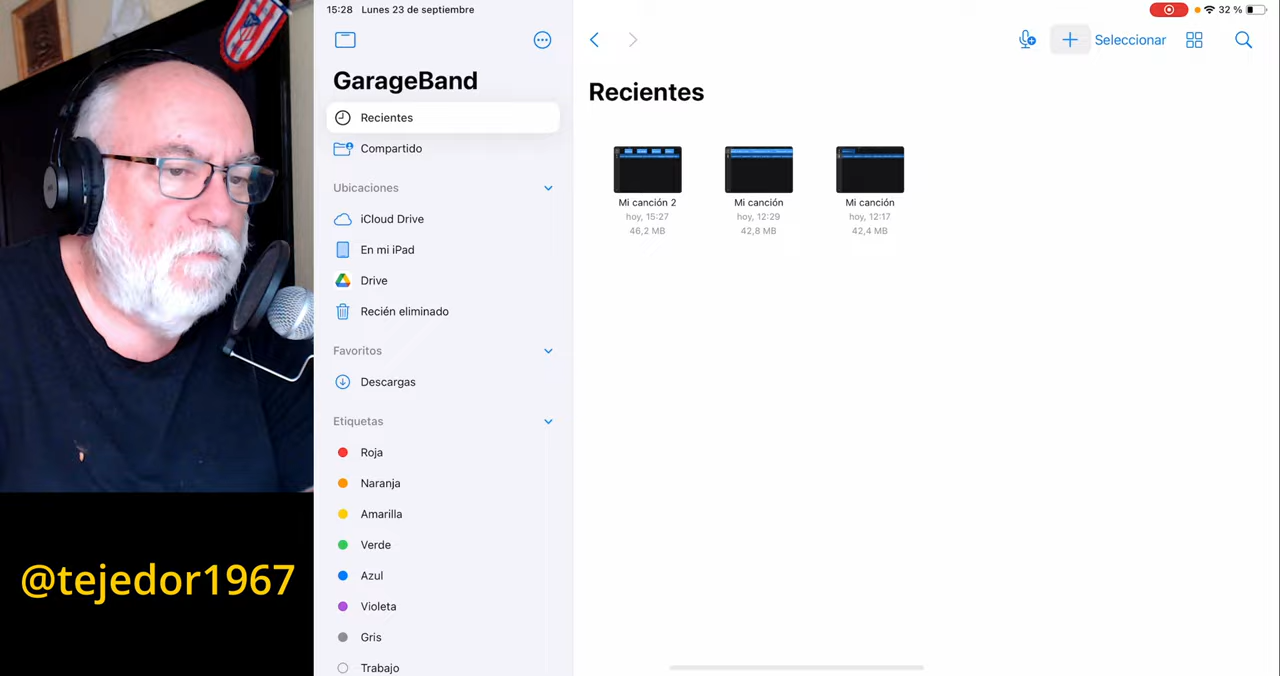 15:28 Lunes 23 de septiembre
32 %
GarageBand
Recientes
Compartido
Ubicaciones
iCloud Drive
En mi iPad
Drive
Recién eliminado
Favoritos
Descargas
Etiquetas
Roja
Naranja
Amarilla
Verde
Azul
Violeta
Gris
Trabajo
Seleccionar
Recientes
Mi canción 2
hoy, 15:27
46,2 MB
Mi canción
hoy, 12:29
42,8 MB
Mi canción
hoy, 12:17
42,4 MB
@tejedor1967